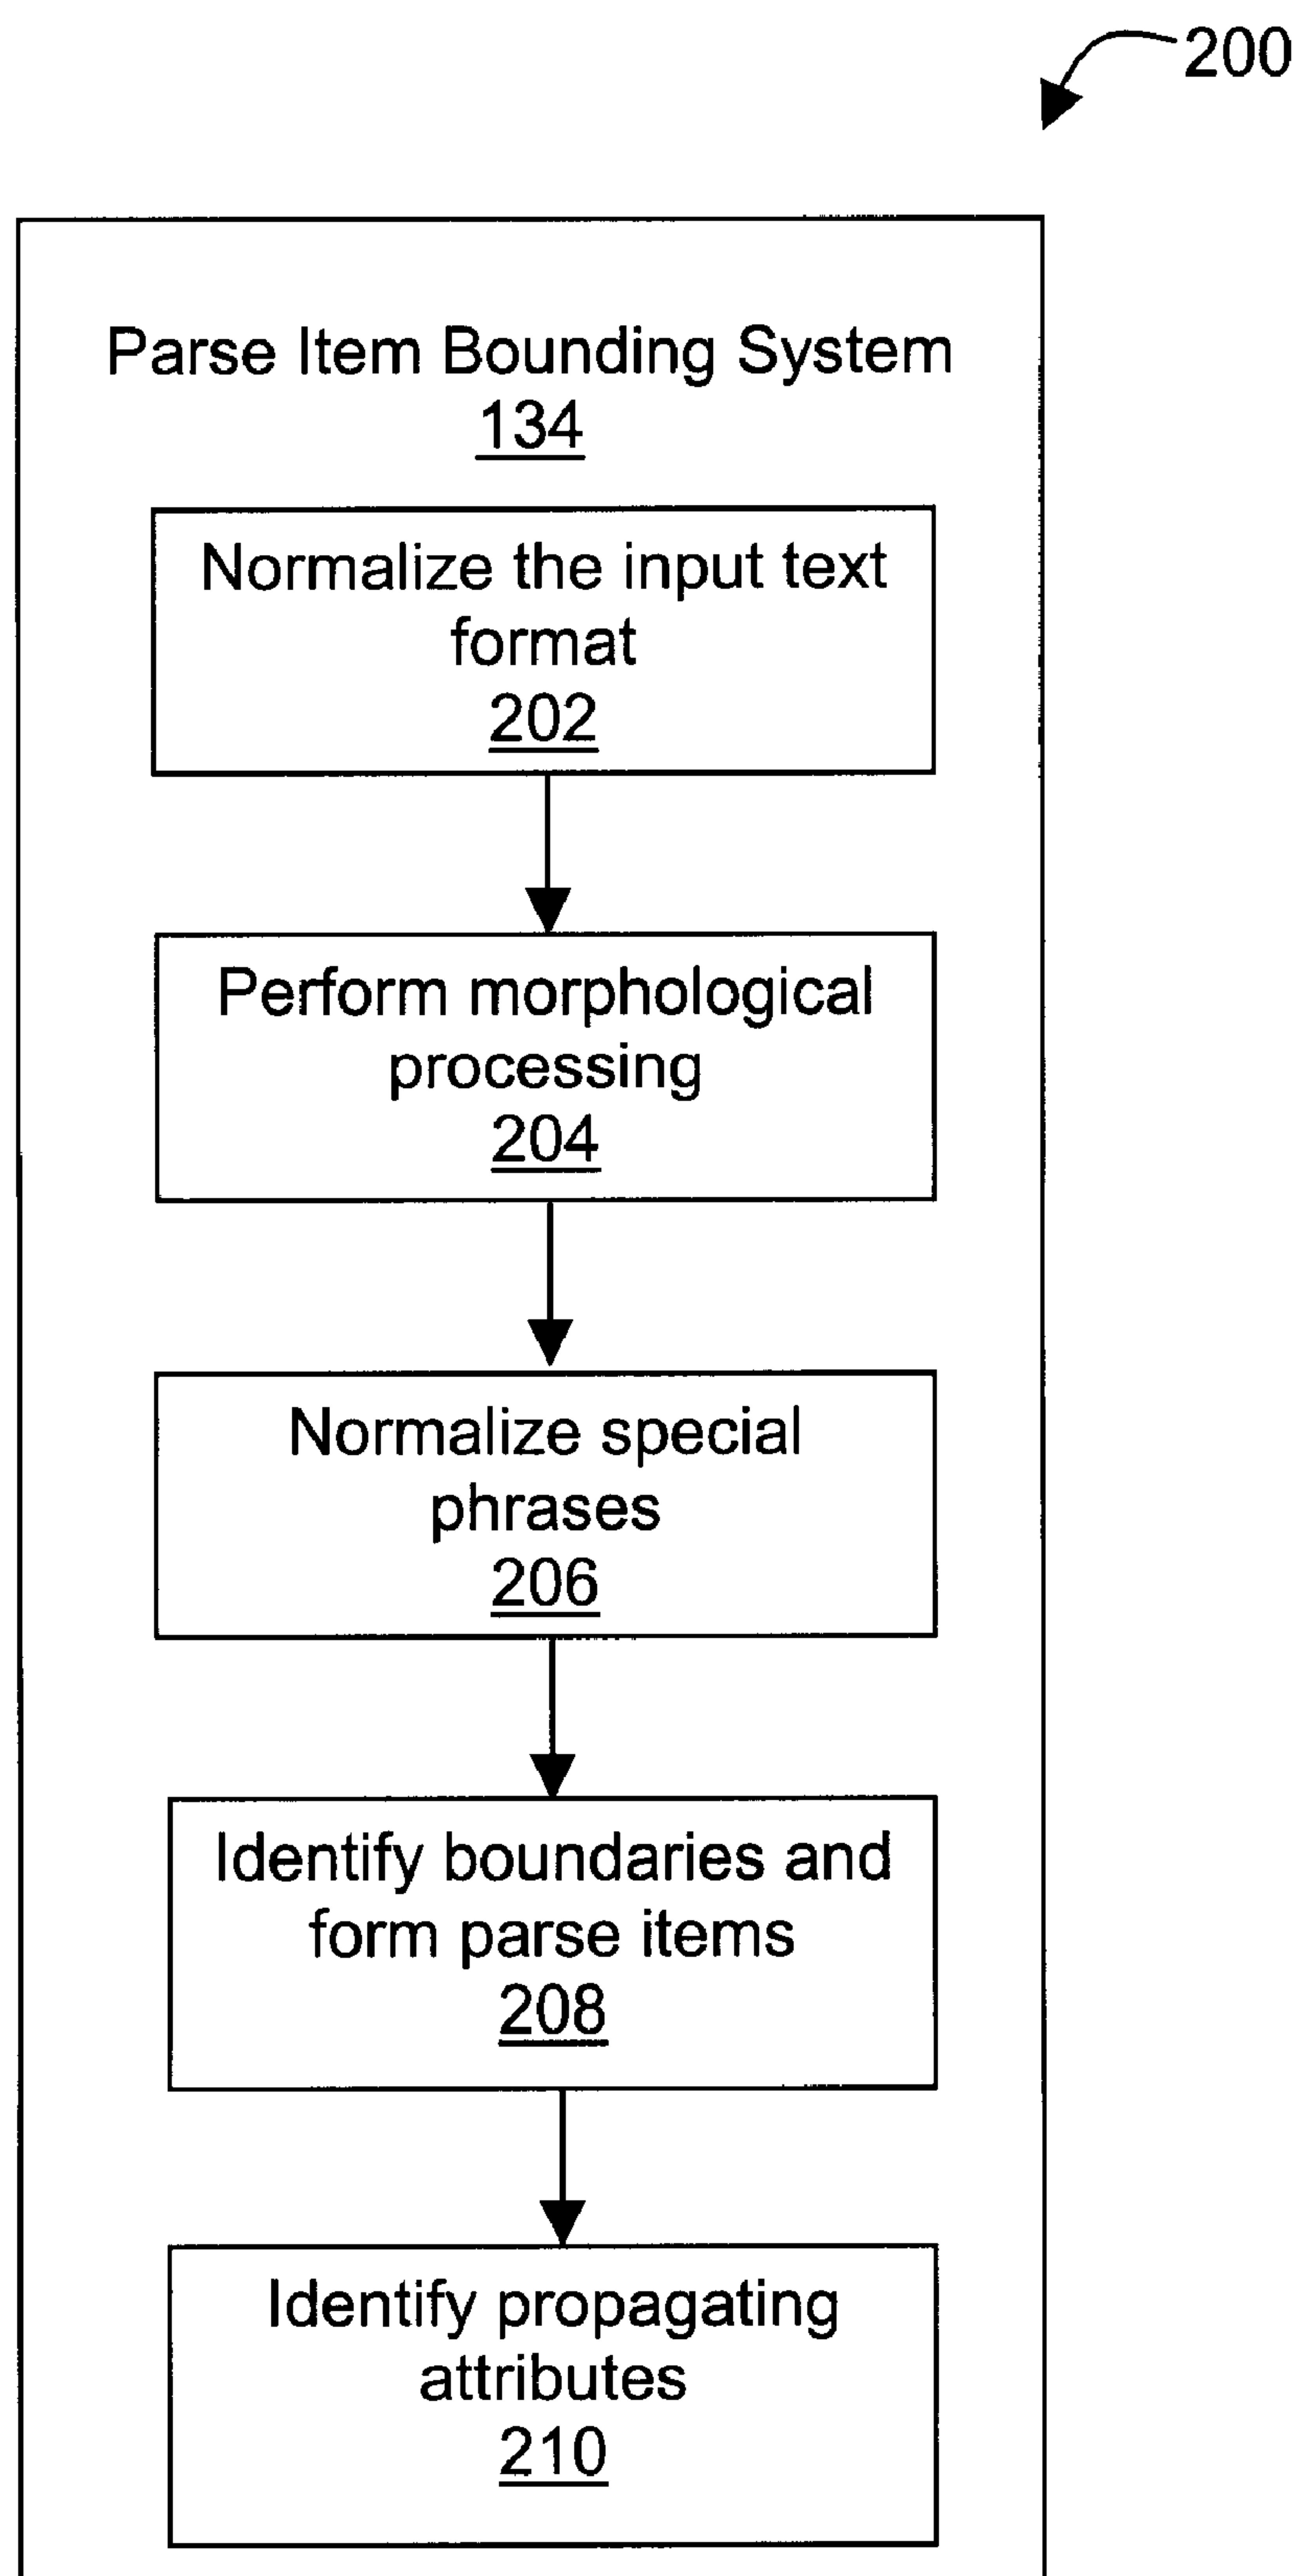 200
Parse Item Bounding System
134
Normalize the input text
format
202
Perform morphological
processing
204
Normalize special
phrases
206
Identify boundaries and
form parse items
208
Identify propagating
attributes
210